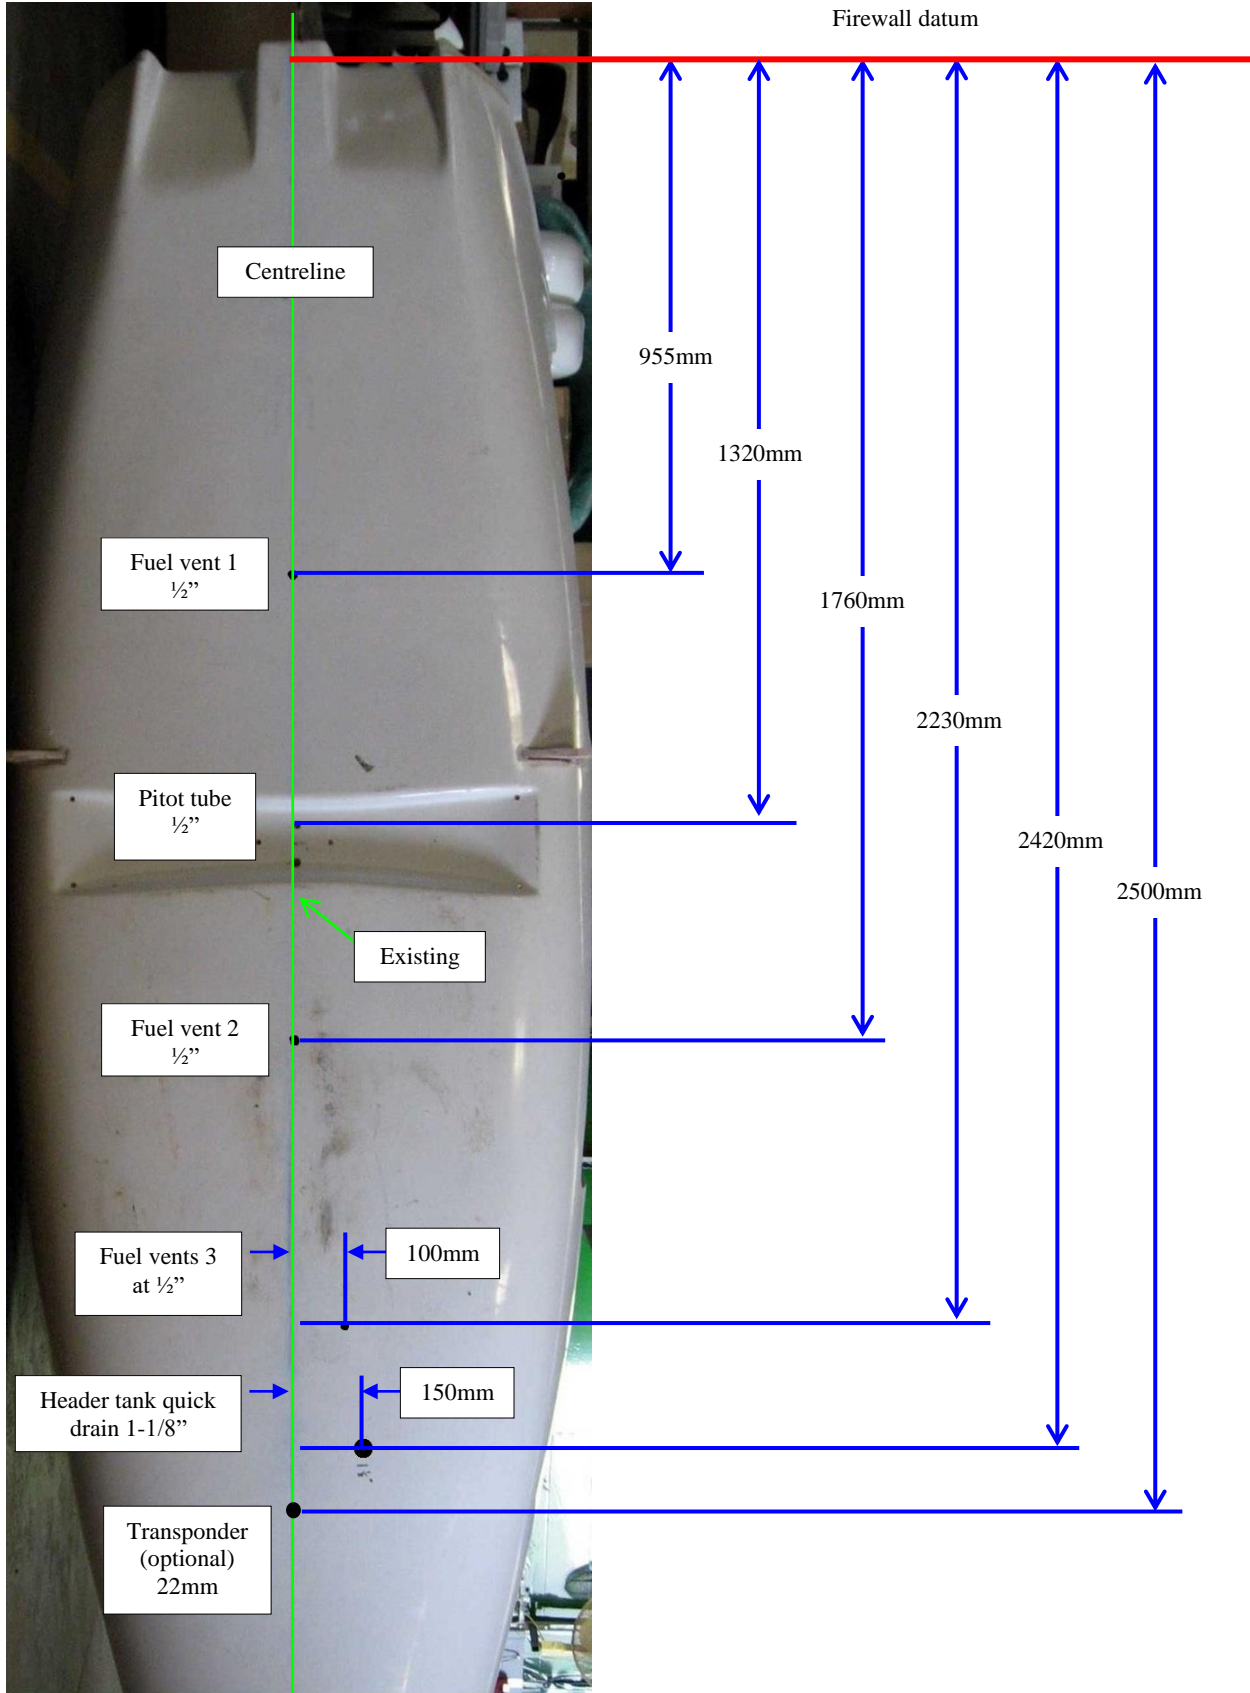 Firewall datum
Centreline
955mm
1320mm
Fuel vent 1
½”
1760mm
2230mm
Pitot tube
½”
2420mm
2500mm
Existing
Fuel vent 2
½”
Fuel vents 3
at ½”
100mm
Header tank quick
drain 1-1/8”
150mm
Transponder
(optional)
22mm